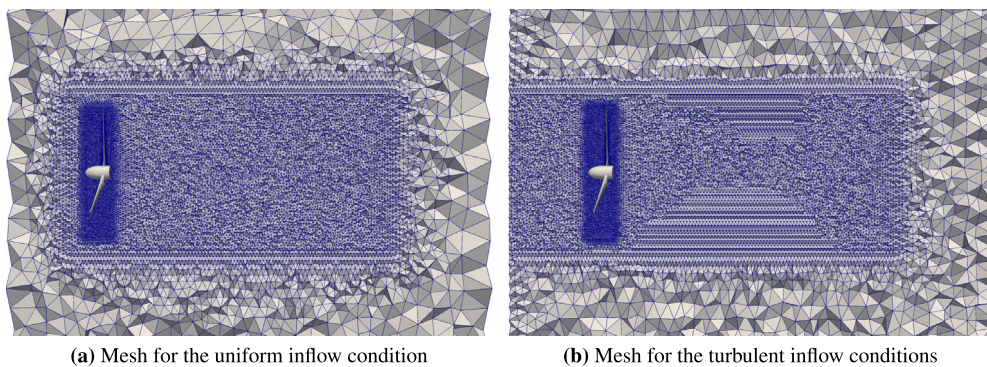 (a) Mesh for the uniform inflow condition
(b) Mesh for the turbulent inflow conditions